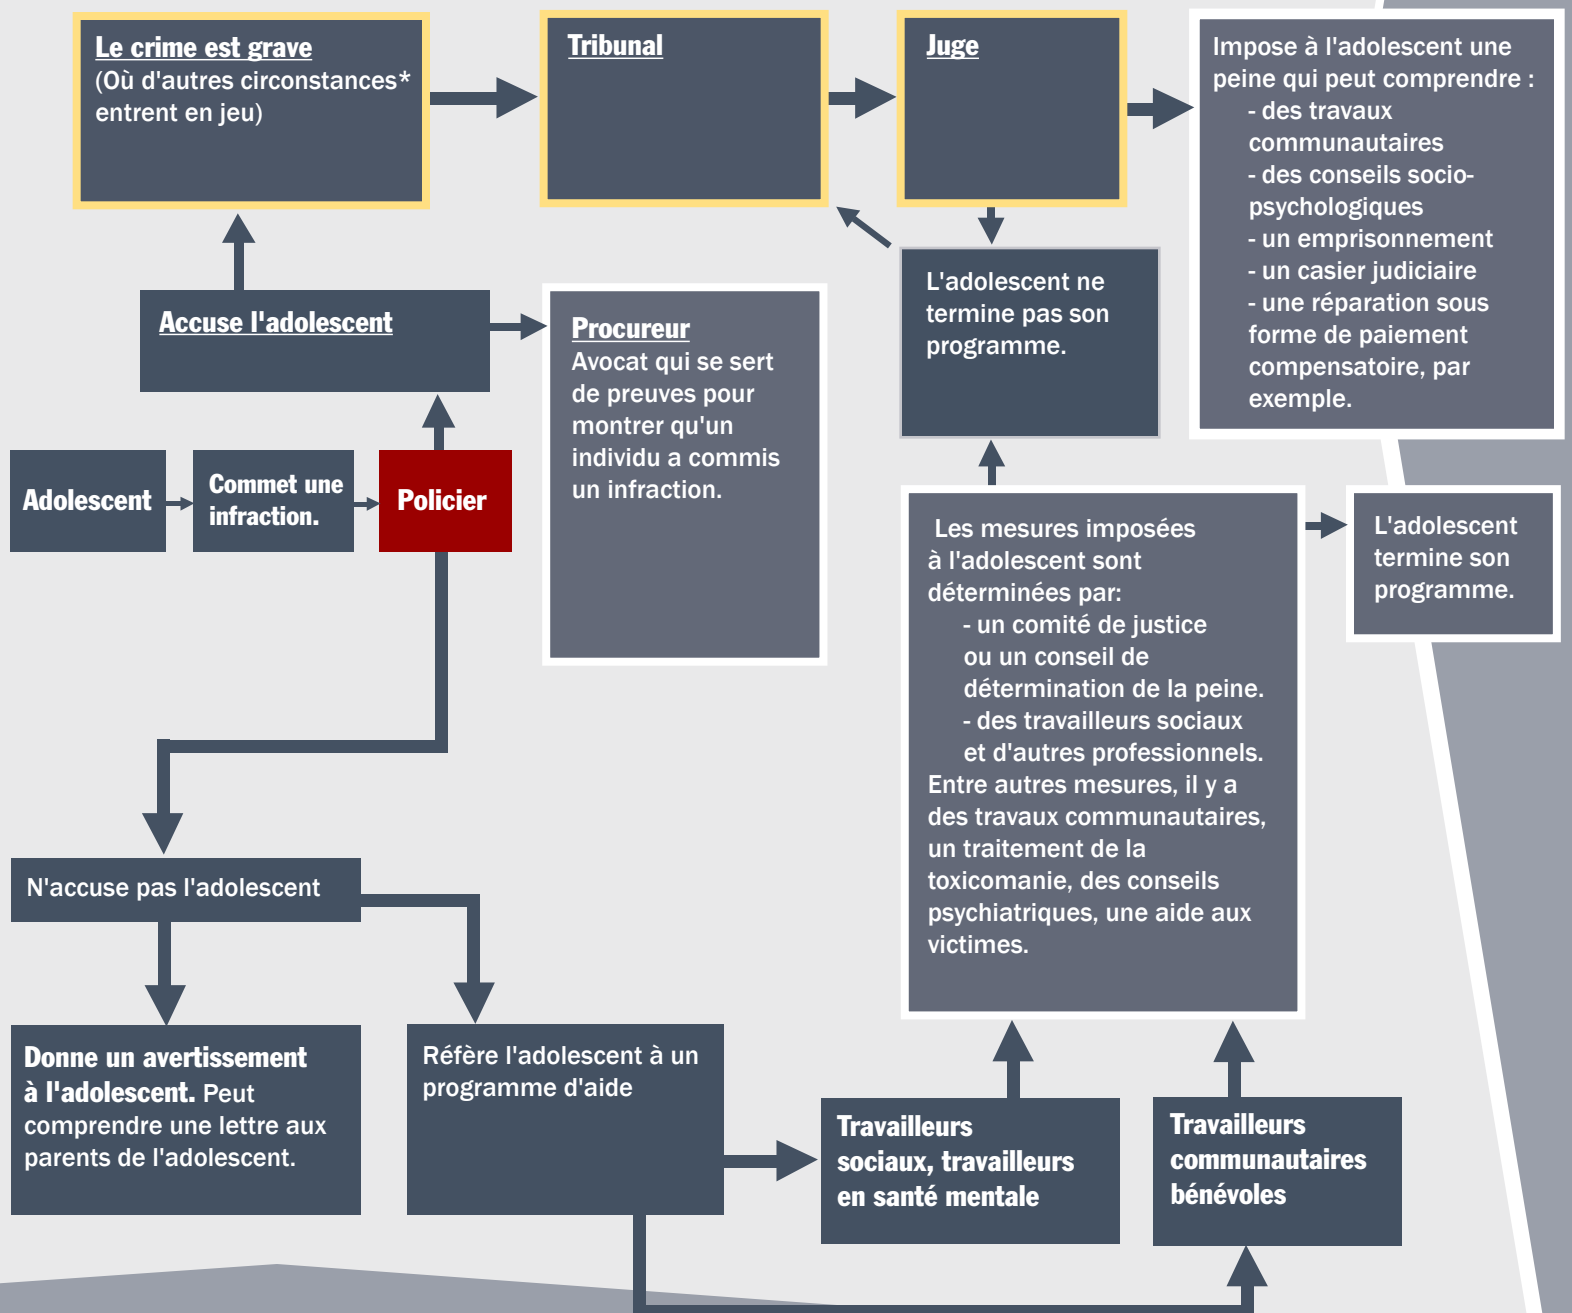 Le crime est grave
(Où d'autres circonstances*
entrent en jeu)
Tribunal
Juge
Impose à l'adolescent une
peine qui peut comprendre :
- des travaux
communautaires
- des conseils socio-
psychologiques
- un emprisonnement
- un casier judiciaire
- une réparation sous
forme de paiement
compensatoire, par
exemple.
Accuse l'adolescent
Procureur
Avocat qui se sert
de preuves pour
montrer qu'un
individu a commis
un infraction.
L'adolescent ne
termine pas son
programme.
Adolescent
Commet une
infraction.
Policier
Les mesures imposées
à l'adolescent sont
déterminées par:
- un comité de justice
ou un conseil de
détermination de la peine.
- des travailleurs sociaux
et d'autres professionnels.
Entre autres mesures, il y a
des travaux communautaires,
un traitement de la
toxicomanie, des conseils
psychiatriques, une aide aux
victimes.
L'adolescent
termine son
programme.
N'accuse pas l'adolescent
Donne un avertissement
à l'adolescent. Peut
comprendre une lettre aux
parents de l'adolescent.
Réfère l'adolescent à un
programme d'aide
Travailleurs
sociaux, travailleurs
en santé mentale
Travailleurs
communautaires
bénévoles